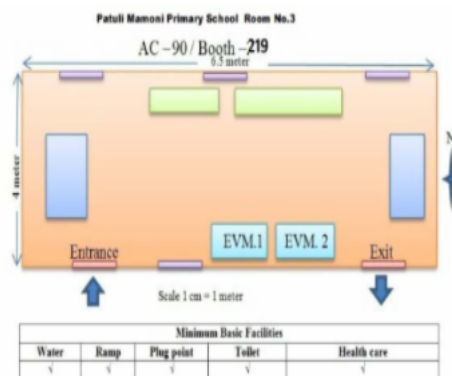 Patuli Mamoni Primary School Room No.3
AC –90 / Booth –219
6.5 meter
4 meter
N
EVM.1 EVM. 2
Entrance Exit
Scale 1 cm = 1 meter
Minimum Basic Facilities
Water Ramp Plug point Toilet Health care
√ √ √ √ √